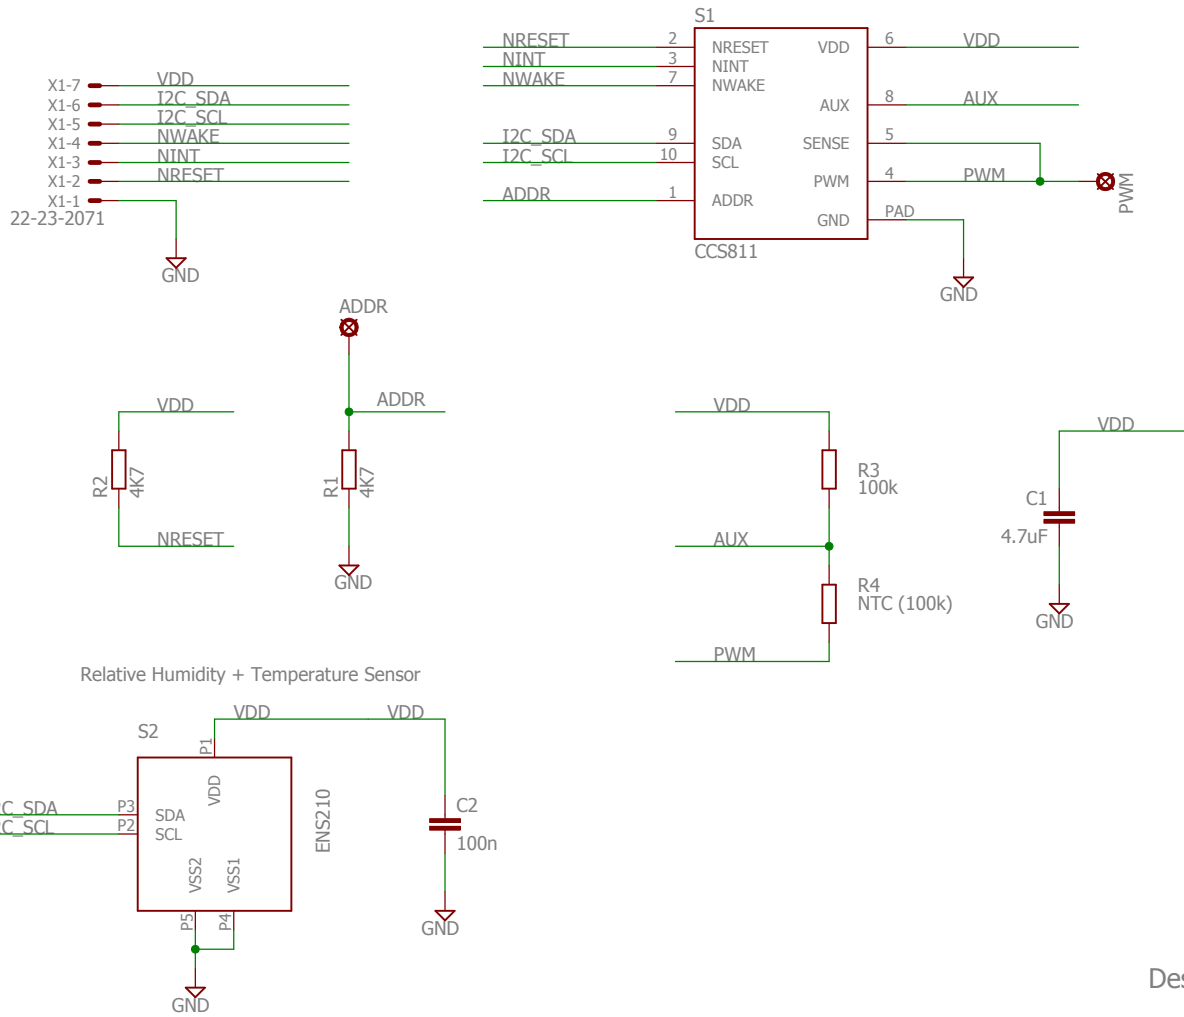 S1
NRESET 2 NRESET VDD 6 VDD
NINT 3 NINT
NWAKE 7 NWAKE
AUX 8 AUX
I2C_SDA 9 SDA SENSE 5
I2C_SCL 10 SCL
PWM 4 PWM
PWM
ADDR 1 ADDR
GND PAD
CCS811
GND
X1-7 VDD
X1-6 I2C_SDA
X1-5 I2C_SCL
X1-4 NWAKE
X1-3 NINT
X1-2 NRESET
X1-1
22-23-2071
GND
ADDR
VDD
R2
4K7
NRESET
ADDR
R1
4K7
GND
VDD
R3
100k
AUX
R4
NTC (100k)
PWM
VDD
C1
4.7uF
GND
Relative Humidity + Temperature Sensor
S2
VDD VDD
P1
VDD
C_SDA P3 SDA
C_SCL P2 SCL
ENS210
VSS2 VSS1
P5 P4
GND
C2
100n
GND
Des